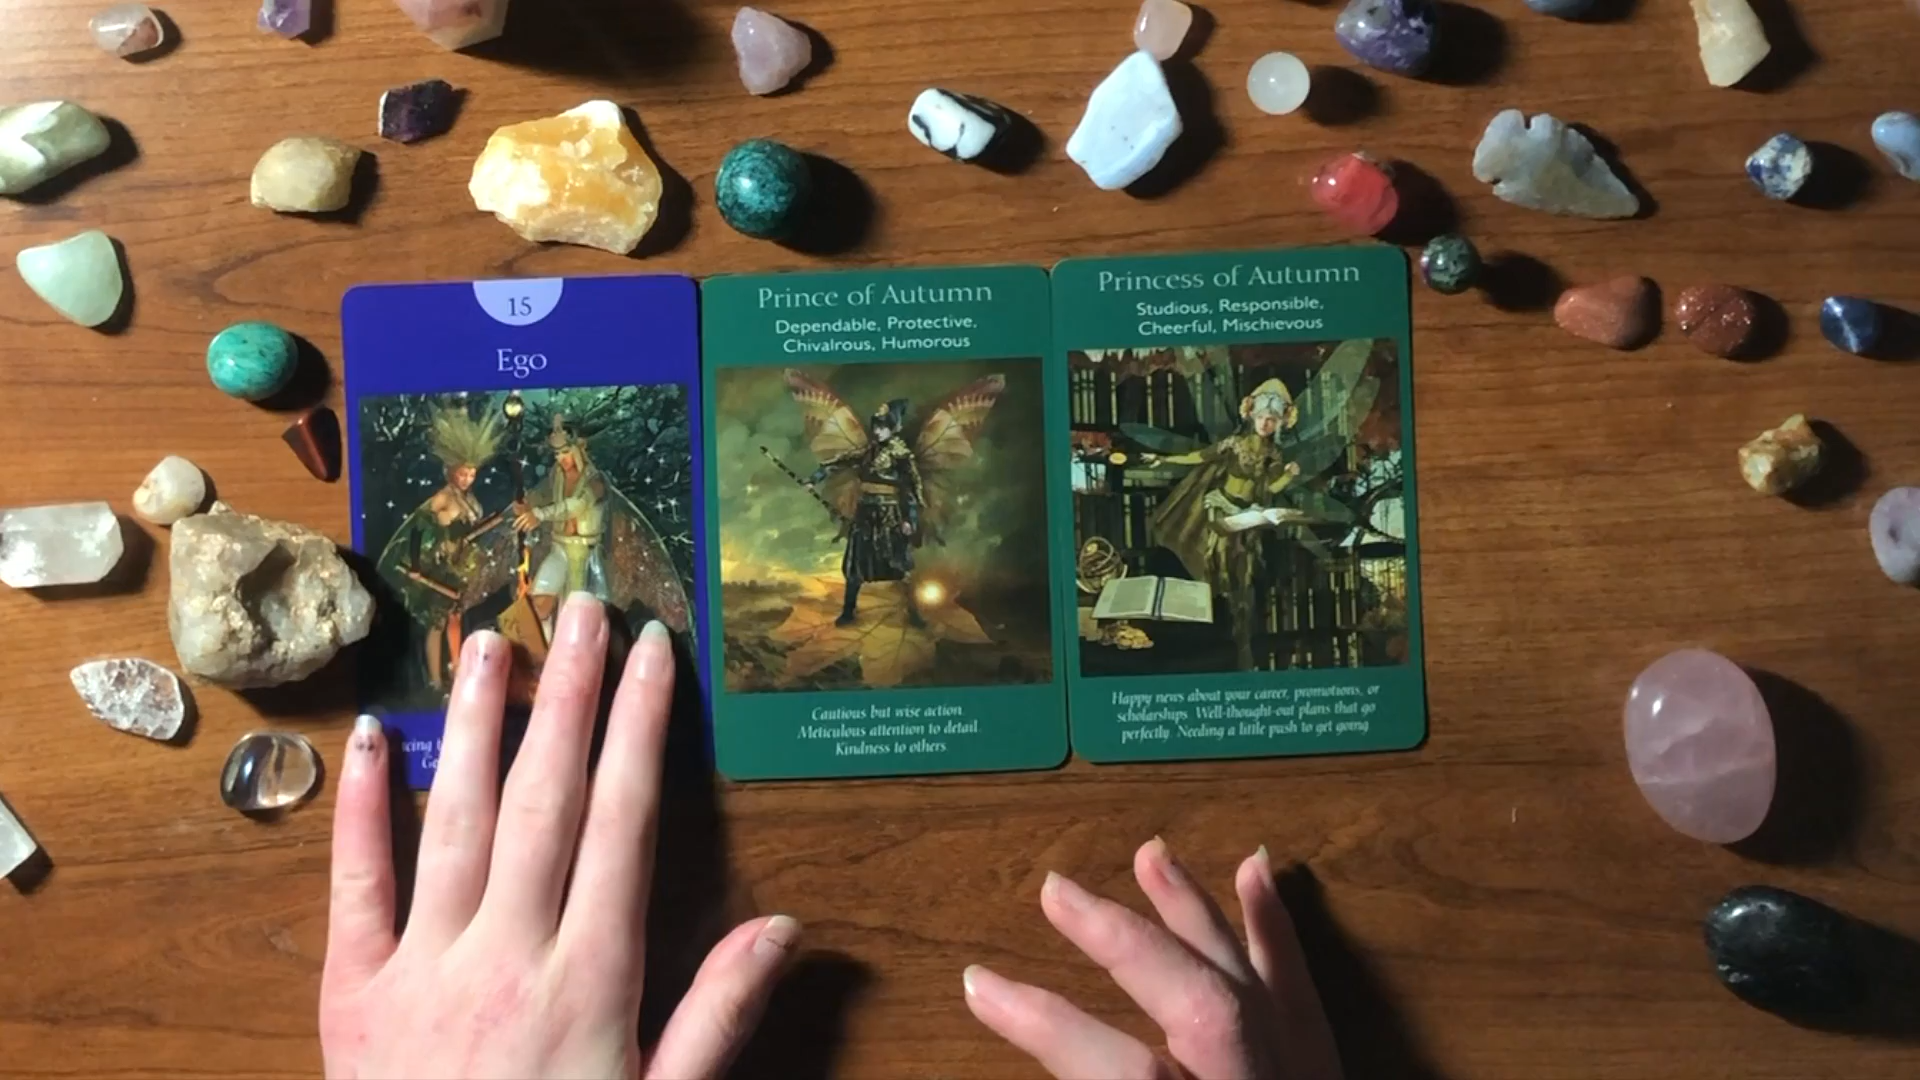 15
Ego
Prince of Autumn
Dependable, Protective,
Chivalrous, Humorous
Cautious but wise action.
Meticulous attention to detail.
Kindness to others.
Princess of Autumn
Studious, Responsible,
Cheerful, Mischievous
Happy news about your career, promotions, or
scholarships. Well-thought-out plans that go
perfectly. Needing a little push to get going.